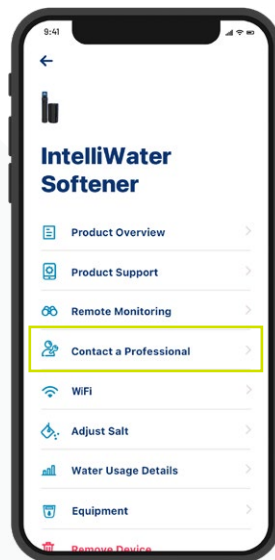 9:41
IntelliWater
Softener
Product Overview
Product Support
Remote Monitoring
Contact a Professional
WiFi
Adjust Salt
Water Usage Details
Equipment
Remove Device